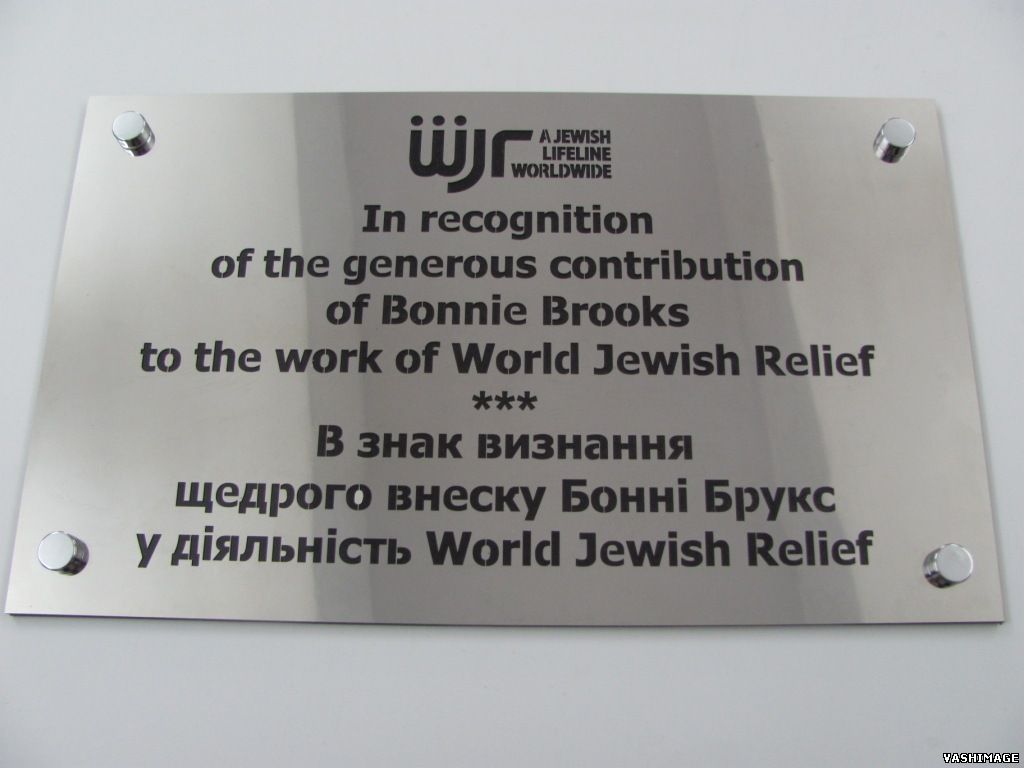 wjr A JEWISH
LIFELINE
WORLDWIDE
In recognition
of the generous contribution
of Bonnie Brooks
to the work of World Jewish Relief
***
В знак визнання
щедрого внеску Бонні Брукс
у діяльність World Jewish Relief
YASHIMAGE